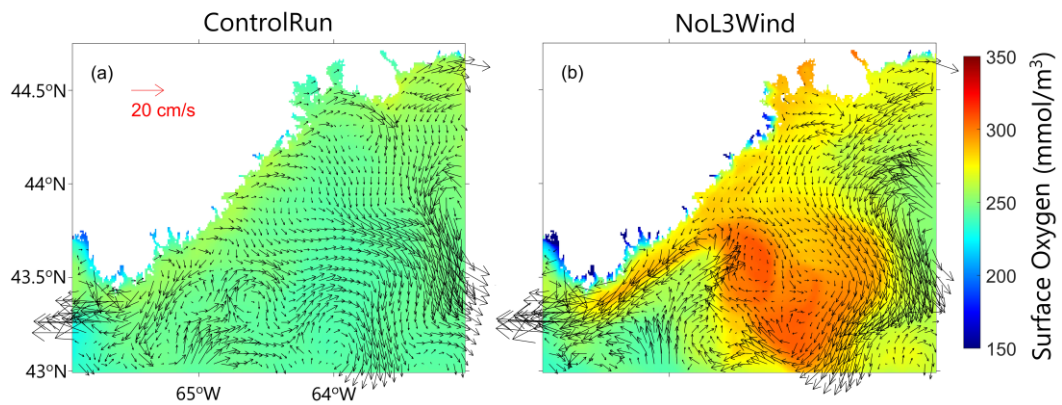 ControlRun
NoL3Wind
(a)
(b)
20 cm/s
44.5°N
44°N
43.5°N
43°N
65°W
64°W
350
300
250
200
150
Surface Oxygen (mmol/m³)